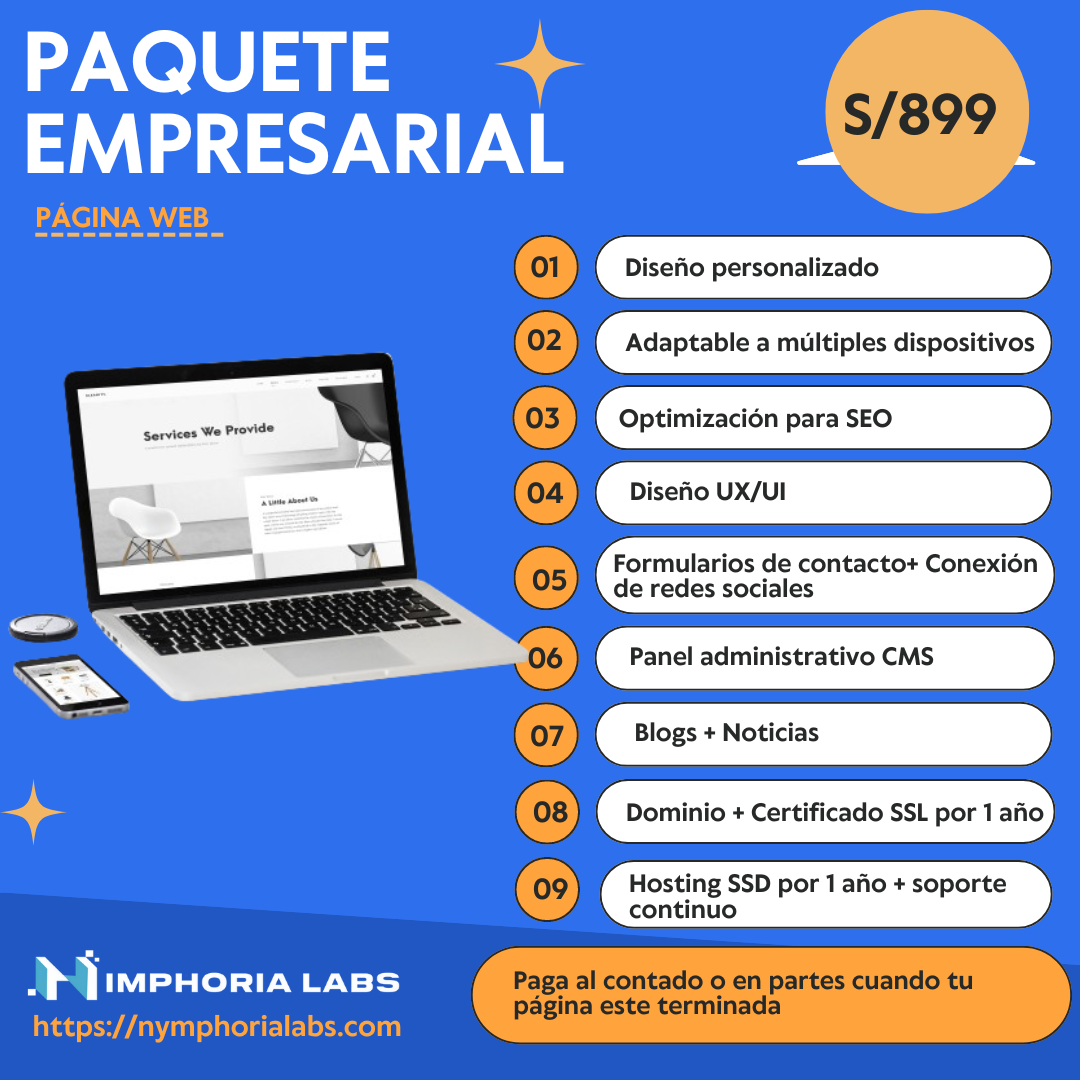 PAQUETE
EMPRESARIAL
S/899
PÁGINA WEB
01 Diseño personalizado
02 Adaptable a múltiples dispositivos
03 Optimización para SEO
04 Diseño UX/UI
05 Formularios de contacto+ Conexión
de redes sociales
06 Panel administrativo CMS
07 Blogs + Noticias
08 Dominio + Certificado SSL por 1 año
09 Hosting SSD por 1 año + soporte
continuo
Services We Provide
A Little About Us
Paga al contado o en partes cuando tu
página este terminada
N IMPHORIA LABS
https://nymphorialabs.com